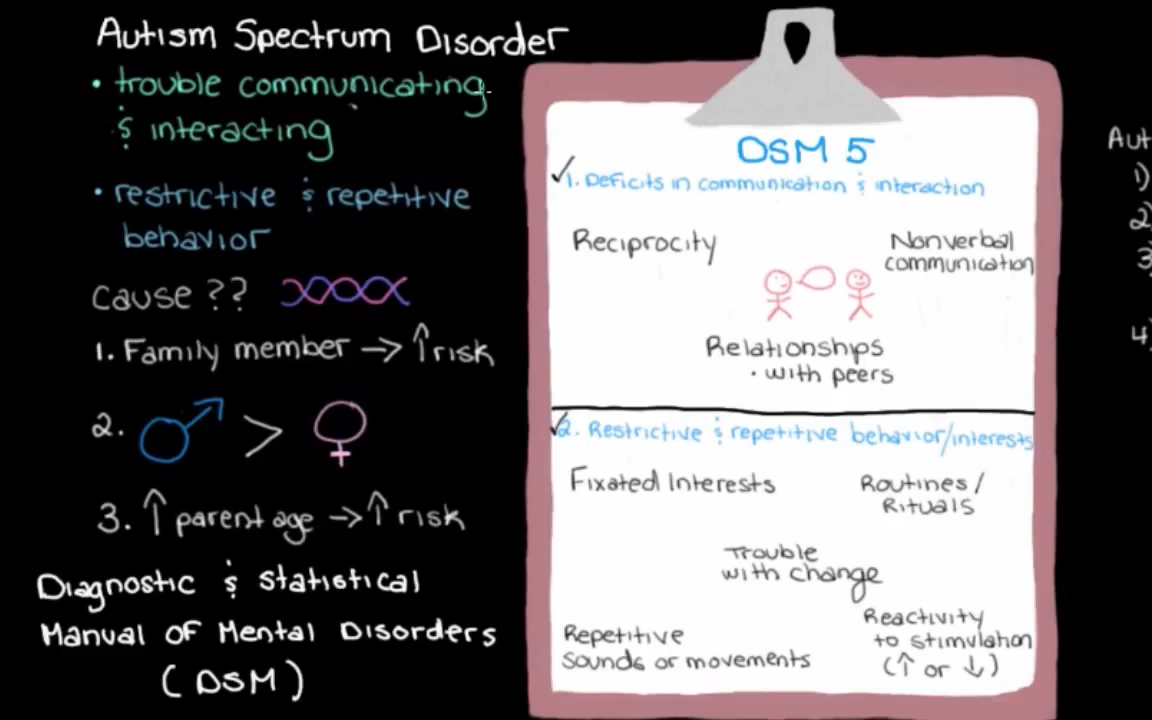 Autism Spectrum Disorder
• trouble communicating
& interacting
• restrictive & repetitive
behavior
cause ??
1. Family member → ↑ risk
2. ♂ > ♀
3. ↑ parent age → ↑ risk
Diagnostic & Statistical
Manual of Mental Disorders
(DSM)
DSM 5
✓1. Deficits in communication & interaction
Reciprocity
Nonverbal
communication
Relationships
• with peers
✓2. Restrictive & repetitive behavior/interests
Fixated Interests
Routines/
Rituals
Trouble
with change
Repetitive
sounds or movements
Reactivity
to stimulation
(↑ or ↓)
Aut
1)
2)
3)
4)